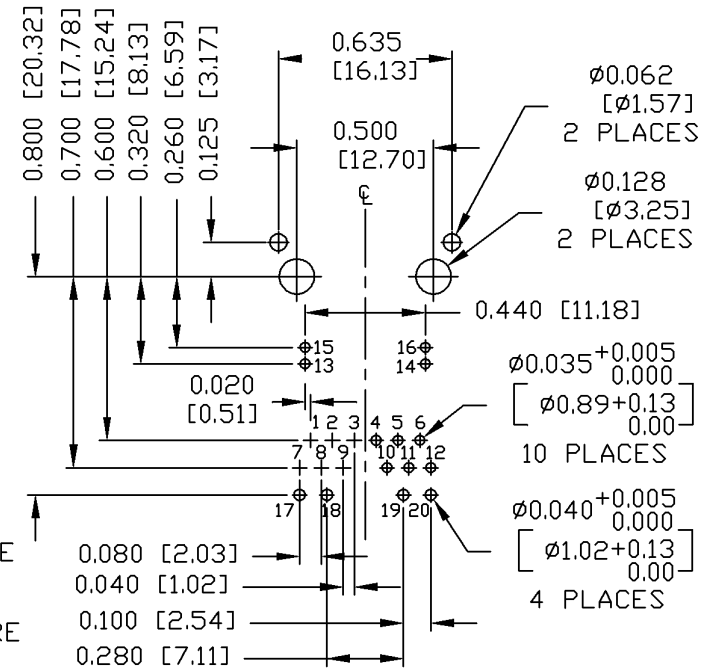 0.800 [20.32]
0.700 [17.78]
0.600 [15.24]
0.320 [8.13]
0.260 [6.59]
0.125 [3.17]
0.635
[16.13]
0.500
[12.70]
℄
ø0.062
[ø1.57]
2 PLACES
ø0.128
[ø3.25]
2 PLACES
0.440 [11.18]
15
16
13
14
0.020
[0.51]
ø0.035+0.005
0.000
[ø0.89+0.13
0.00]
10 PLACES
1 2 3 4 5 6
7 8 9 10 11 12
17 18 19 20
ø0.040+0.005
0.000
[ø1.02+0.13
0.00]
4 PLACES
E
0.080 [2.03]
0.040 [1.02]
RE
0.100 [2.54]
0.280 [7.11]